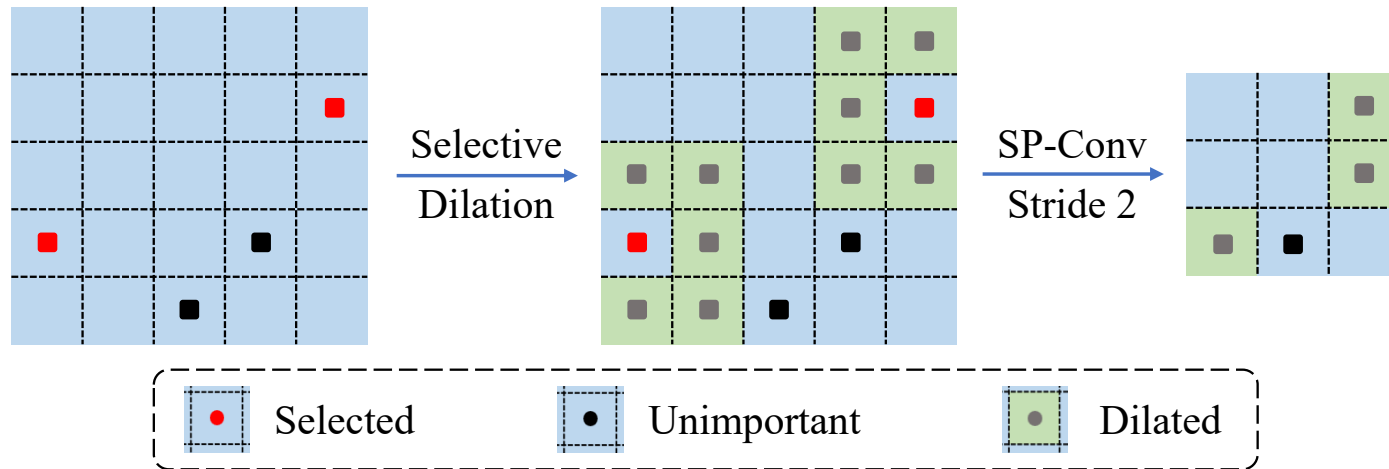 Selective
Dilation
SP-Conv
Stride 2
Selected
Unimportant
Dilated